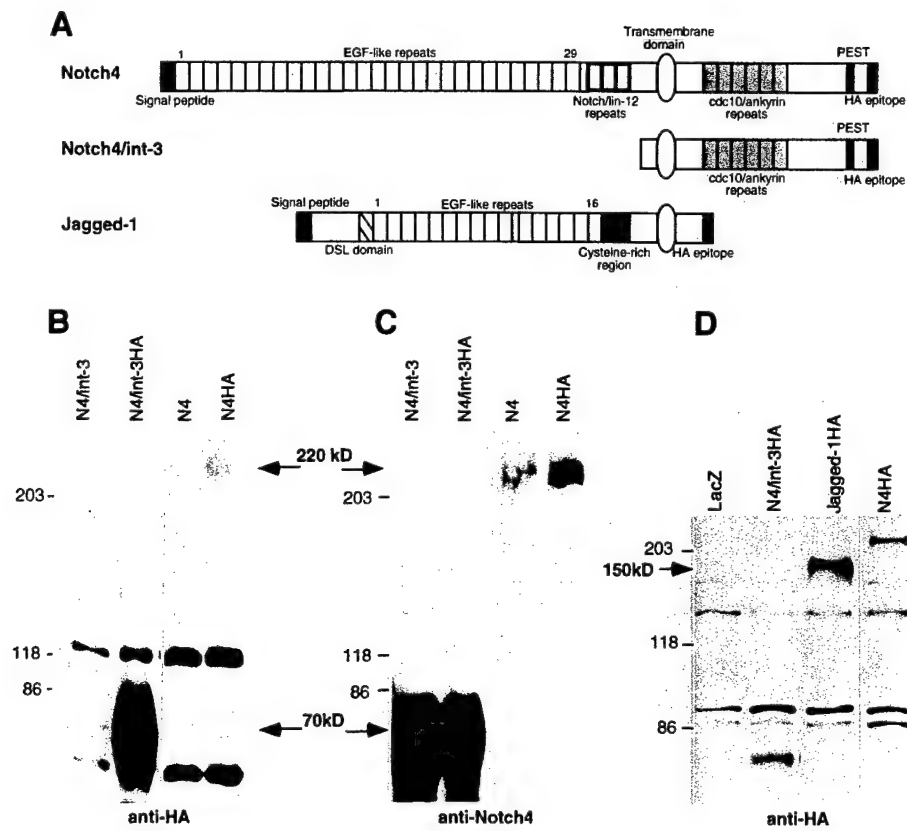 A
Transmembrane
domain
1
EGF-like repeats
29
PEST
Notch4
Signal peptide
Notch/lin-12
repeats
cdc10/ankyrin
repeats
HA epitope
PEST
Notch4/int-3
cdc10/ankyrin
repeats
HA epitope
Signal peptide
1
EGF-like repeats
16
Jagged-1
DSL domain
Cysteine-rich
region
HA epitope
B
N4/int-3
N4/int-3HA
N4
N4HA
203
118
86
anti-HA
220 kD
70kD
C
N4/int-3
N4/int-3HA
N4
N4HA
203
118
86
anti-Notch4
D
LacZ
N4/int-3HA
Jagged-1HA
N4HA
203
150kD
118
86
anti-HA